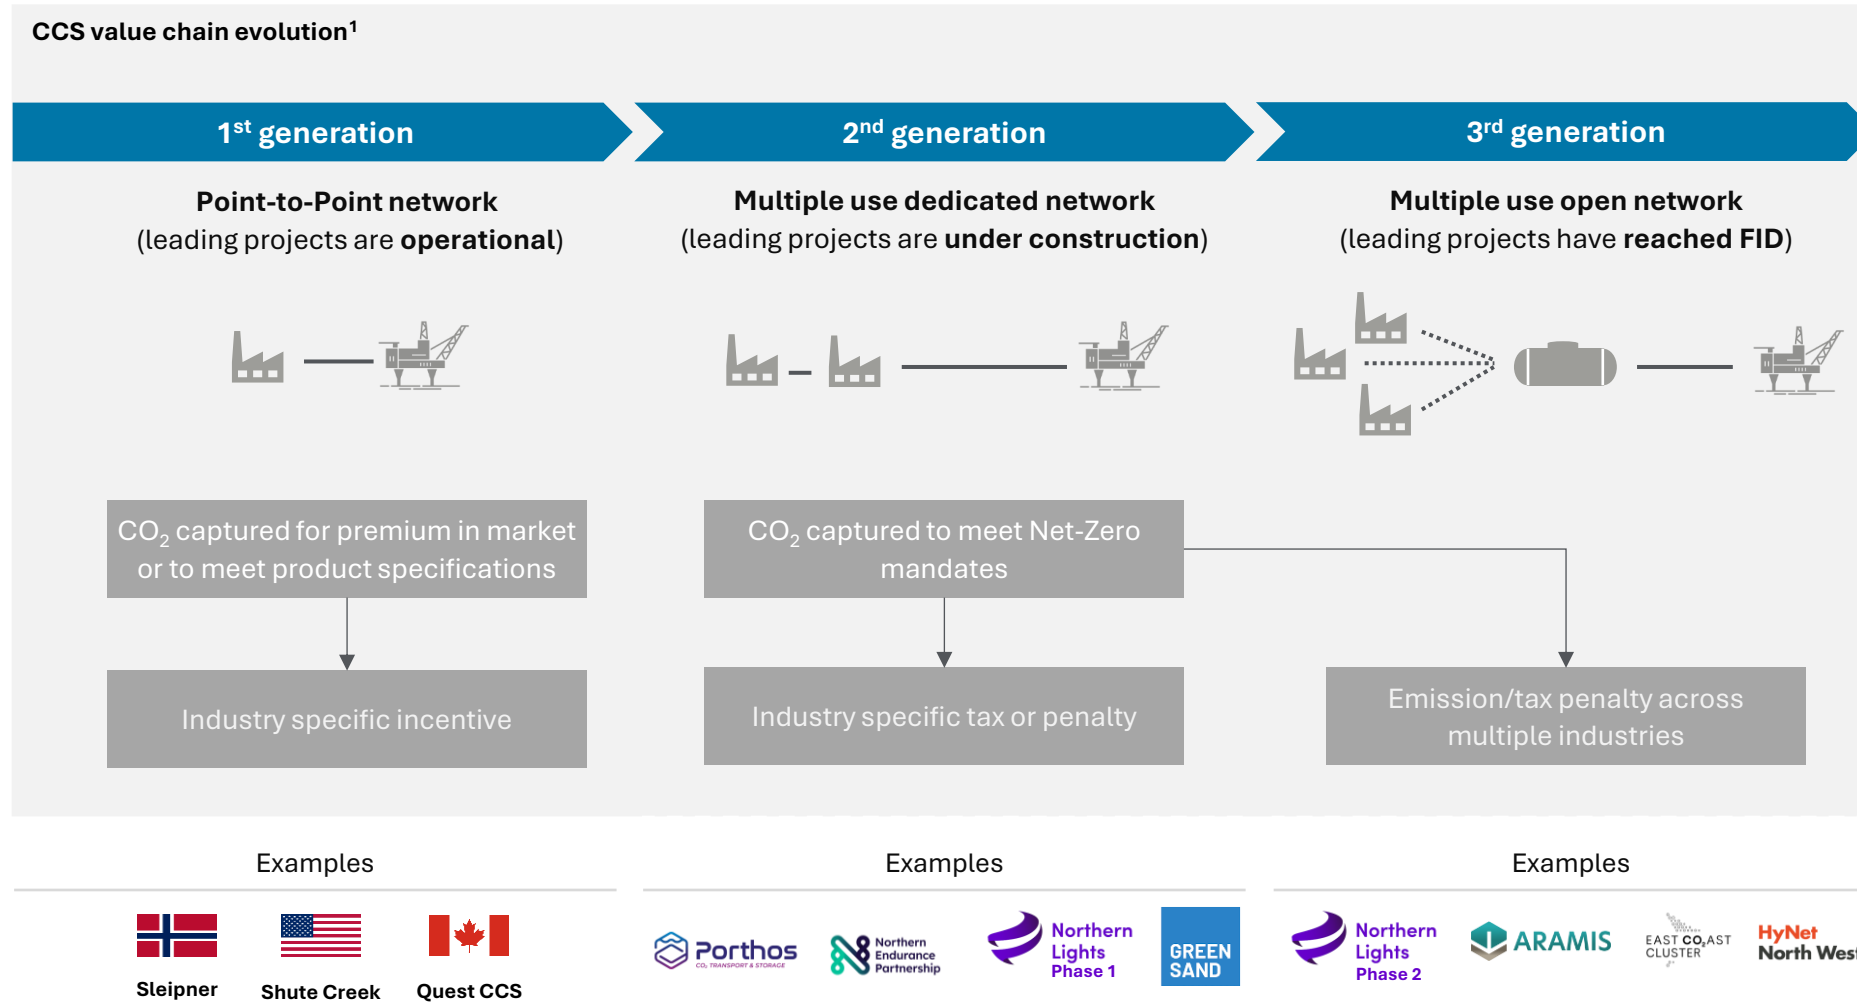 CCS value chain evolution¹
1st generation
2nd generation
3rd generation
Point-to-Point network
(leading projects are operational)
Multiple use dedicated network
(leading projects are under construction)
Multiple use open network
(leading projects have reached FID)
CO₂ captured for premium in market
or to meet product specifications
CO₂ captured to meet Net-Zero
mandates
Industry specific incentive
Industry specific tax or penalty
Emission/tax penalty across
multiple industries
Examples
Sleipner
Shute Creek
Quest CCS
Examples
Porthos
CO₂ TRANSPORT & STORAGE
Northern
Endurance
Partnership
Northern
Lights
Phase 1
GREEN
SAND
Examples
Northern
Lights
Phase 2
ARAMIS
EAST CO₂AST
CLUSTER
HyNet
North West